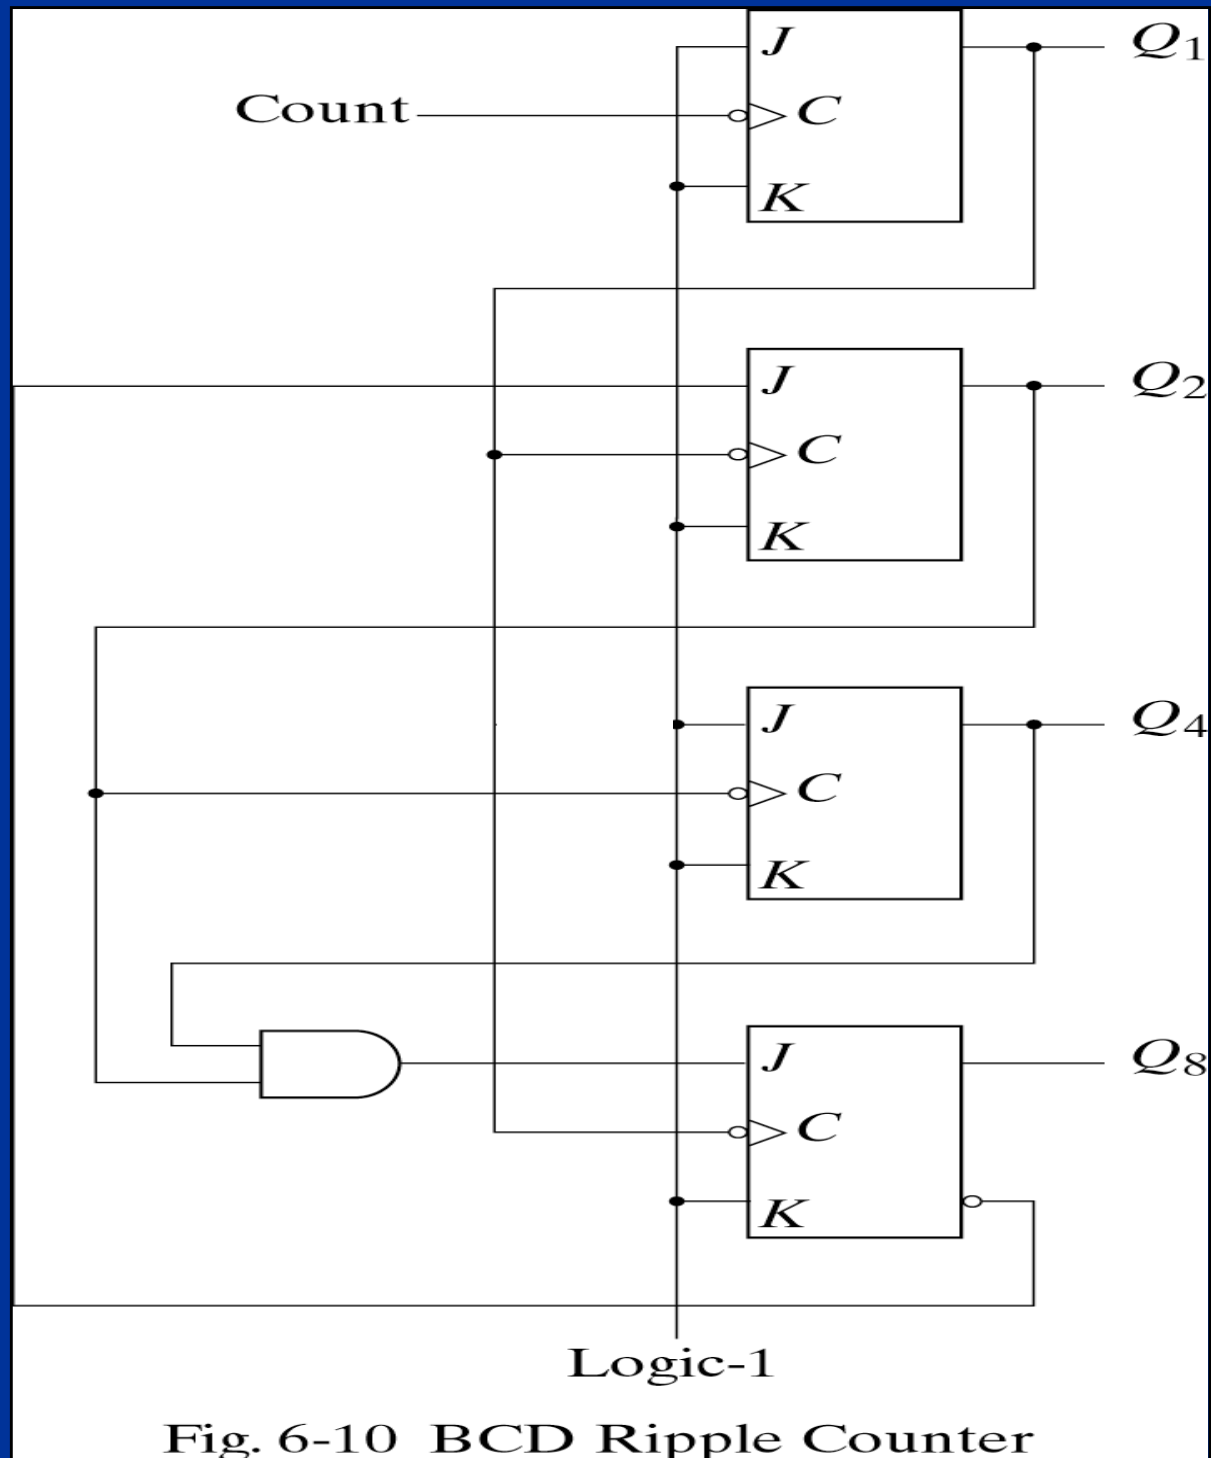 J Q1
Count C
K
J Q2
C
K
J Q4
C
K
J Q8
C
K
Logic-1
Fig. 6-10 BCD Ripple Counter